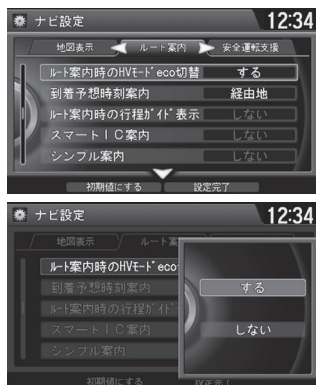 ナビ設定 12:34
地図表示 ルート案内 安全運転支援
ルート案内時のHVモードeco切替 する
到着予想時刻案内 経由地
ルート案内時の行程ガイド表示 しない
スマートIC案内 しない
シンプル案内 しない
初期値にする 設定完了
ナビ設定 12:34
地図表示 ルート案
ルート案内時のHVモードeco
到着予想時刻案内 する
ルート案内時の行程ガイド
スマートIC案内 しない
シンプル案内
初期値にする 設定完了